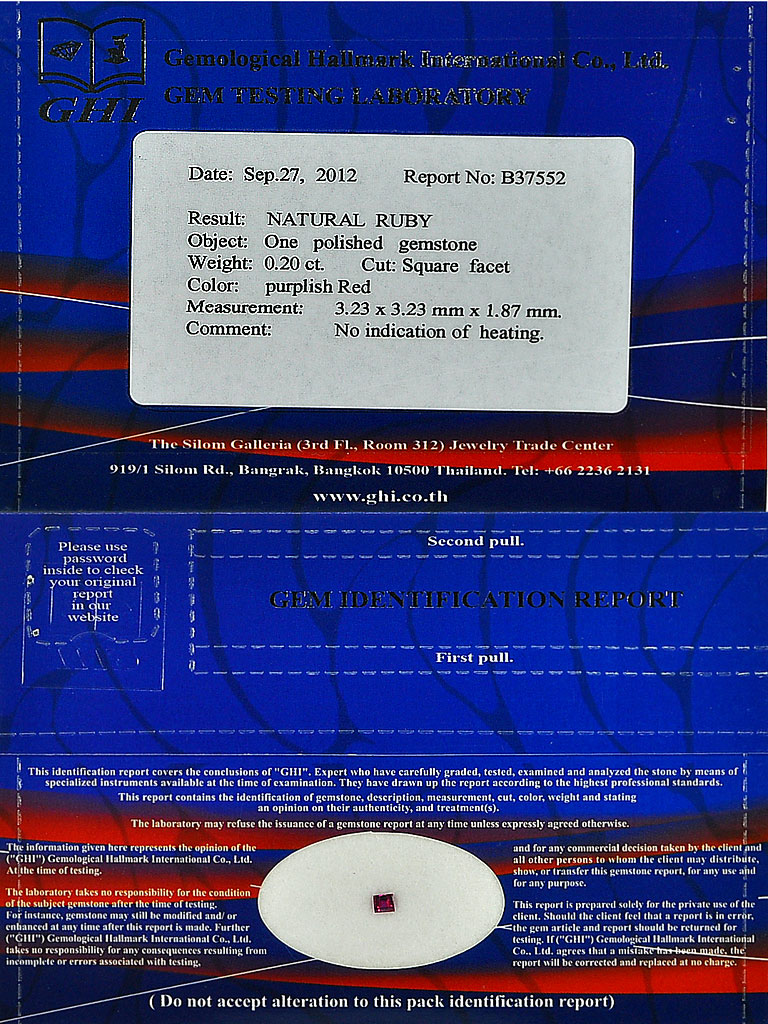 GHI
Gemological Hallmark International Co., Ltd.
GEM TESTING LABORATORY
Date: Sep.27, 2012 Report No: B37552
Result: NATURAL RUBY
Object: One polished gemstone
Weight: 0.20 ct. Cut: Square facet
Color: purplish Red
Measurement: 3.23 x 3.23 mm x 1.87 mm.
Comment: No indication of heating.
The Silom Galleria (3rd Fl., Room 312) Jewelry Trade Center
919/1 Silom Rd., Bangrak, Bangkok 10500 Thailand. Tel: +66 2236 2131
www.ghi.co.th
Please use
password
inside to check
your original
report
in our
website
Second pull.
GEM IDENTIFICATION REPORT
First pull.
This identification report covers the conclusions of "GHI". Expert who have carefully graded, tested, examined and analyzed the stone by means of
specialized instruments available at the time of examination. They have drawn up the report according to the highest professional standards.
This report contains the identification of gemstone, description, measurement, cut, color, weight and stating
an opinion on their authenticity, and treatment(s).
The laboratory may refuse the issuance of a gemstone report at any time unless expressly agreed otherwise.
The information given here represents the opinion of the
("GHI") Gemological Hallmark International Co., Ltd.
At the time of testing.
The laboratory takes no responsibility for the condition
of the subject gemstone after the time of testing.
For instance, gemstone may still be modified and/ or
enhanced at any time after this report is made. Further
("GHI") Gemological Hallmark International Co., Ltd.
takes no responsibility for any consequences resulting from
incomplete or errors associated with testing.
and for any commercial decision taken by the client and
all other persons to whom the client may distribute,
show, or transfer this gemstone report, for any use and
for any purpose.
This report is prepared solely for the private use of the
client. Should the client feel that a report is in error,
the gem article and report should be returned for
testing. If ("GHI") Gemological Hallmark International
Co., Ltd. agrees that a mistake has been made, the
report will be corrected and replaced at no charge.
( Do not accept alteration to this pack identification report)